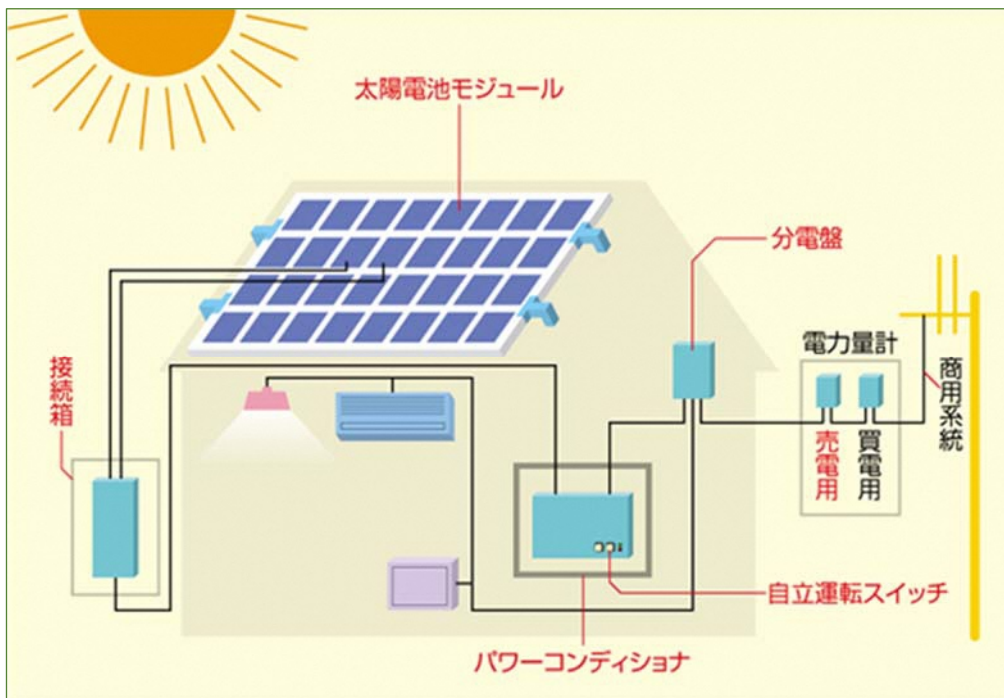 太陽電池モジュール
分電盤
接続箱
電力量計
売電用
買電用
商用系統
自立運転スイッチ
パワーコンディショナ